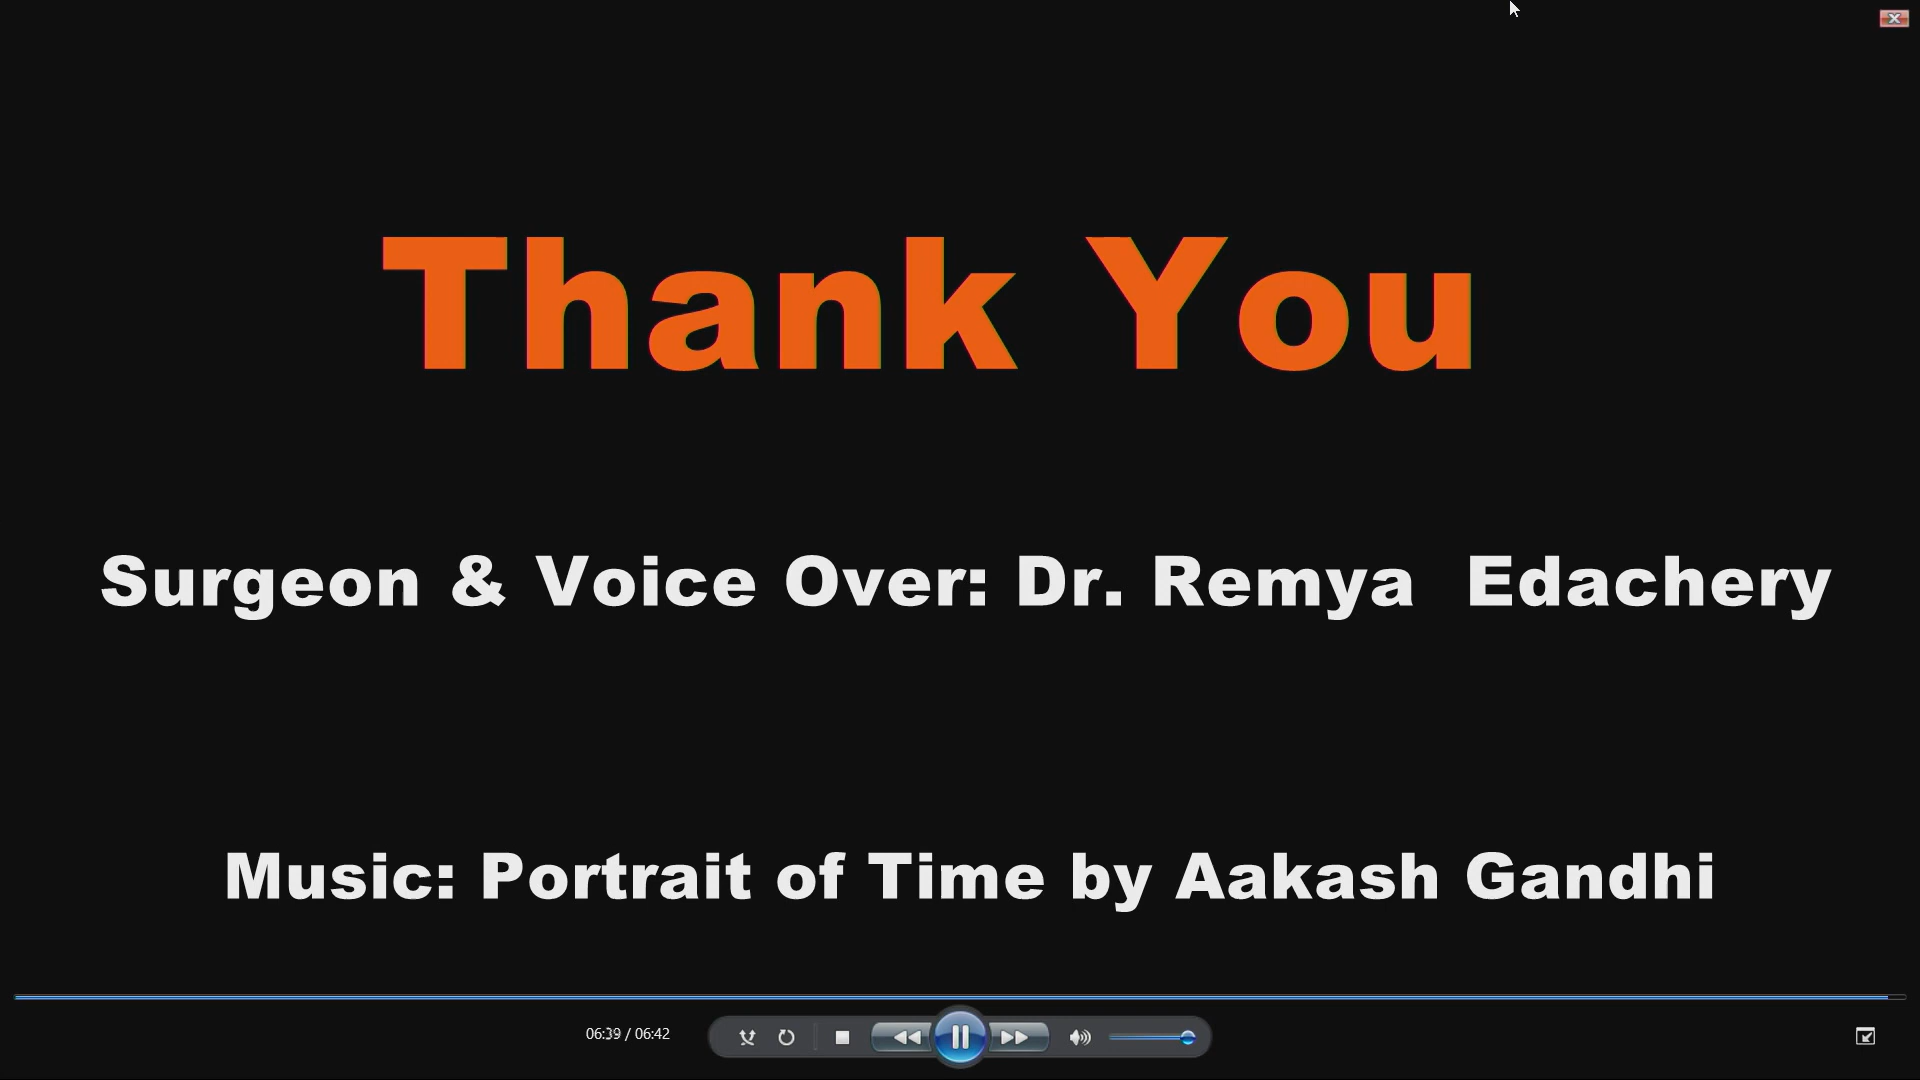 Thank You
Surgeon & Voice Over: Dr. Remya Edachery
Music: Portrait of Time by Aakash Gandhi
06:39 / 06:42